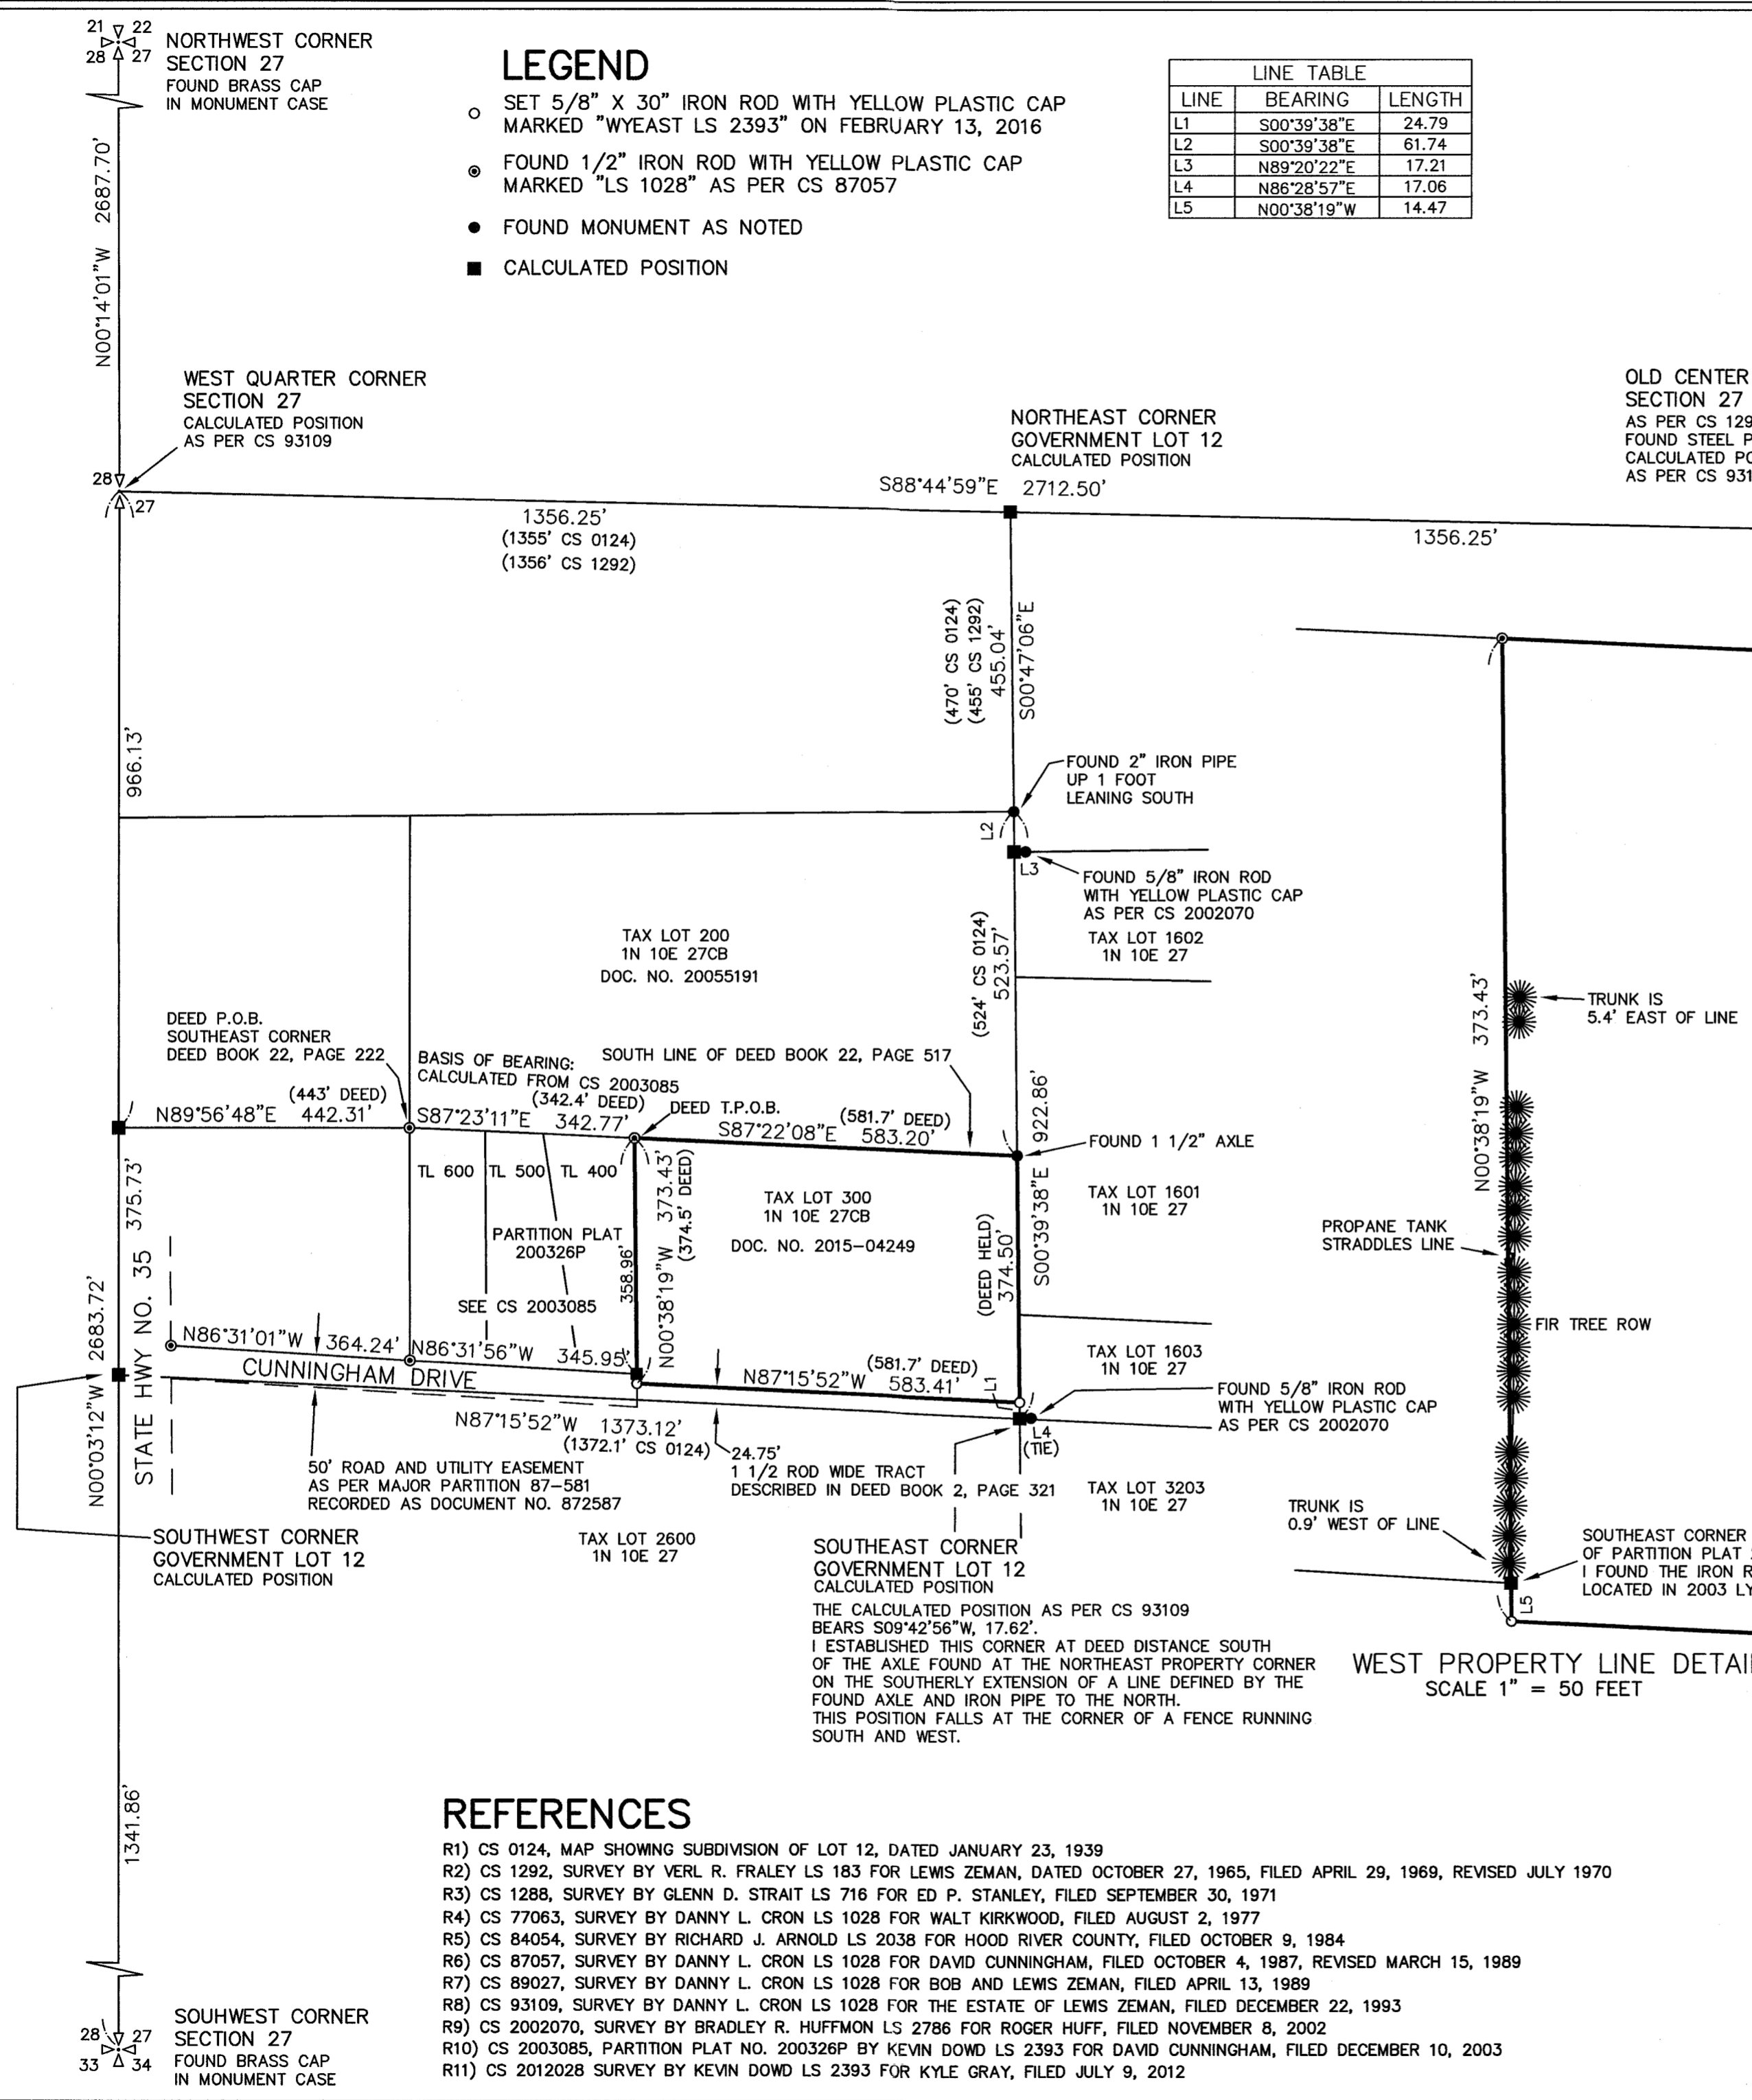 21 22
28 27
NORTHWEST CORNER
SECTION 27
FOUND BRASS CAP
IN MONUMENT CASE
LEGEND
SET 5/8" X 30" IRON ROD WITH YELLOW PLASTIC CAP
MARKED "WYEAST LS 2393" ON FEBRUARY 13, 2016
FOUND 1/2" IRON ROD WITH YELLOW PLASTIC CAP
MARKED "LS 1028" AS PER CS 87057
FOUND MONUMENT AS NOTED
CALCULATED POSITION
LINE TABLE
LINE BEARING LENGTH
L1 S00°39'38"E 24.79
L2 S00°39'38"E 61.74
L3 N89°20'22"E 17.21
L4 N86°28'57"E 17.06
L5 N00°38'19"W 14.47
N00°14'01"W 2687.70'
WEST QUARTER CORNER
SECTION 27
CALCULATED POSITION
AS PER CS 93109
28
27
NORTHEAST CORNER
GOVERNMENT LOT 12
CALCULATED POSITION
OLD CENTER
SECTION 27
AS PER CS 129
FOUND STEEL P
CALCULATED PO
AS PER CS 931
S88°44'59"E 2712.50'
1356.25'
(1355' CS 0124)
(1356' CS 1292)
1356.25'
(470' CS 0124)
(455' CS 1292)
455.04'
S00°47'06"E
966.13'
FOUND 2" IRON PIPE
UP 1 FOOT
LEANING SOUTH
L2
L3
FOUND 5/8" IRON ROD
WITH YELLOW PLASTIC CAP
AS PER CS 2002070
TAX LOT 1602
1N 10E 27
TAX LOT 200
1N 10E 27CB
DOC. NO. 20055191
(524' CS 0124)
523.57'
DEED P.O.B.
SOUTHEAST CORNER
DEED BOOK 22, PAGE 222
BASIS OF BEARING:
CALCULATED FROM CS 2003085
SOUTH LINE OF DEED BOOK 22, PAGE 517
(443' DEED)
N89°56'48"E 442.31'
(342.4' DEED)
S87°23'11"E 342.77'
DEED T.P.O.B.
(581.7' DEED)
S87°22'08"E 583.20'
S00°39'38"E 922.86'
FOUND 1 1/2" AXLE
TL 600
TL 500
TL 400
PARTITION PLAT
200326P
SEE CS 2003085
358.96'
N00°38'19"W 373.43'
(374.5' DEED)
TAX LOT 300
1N 10E 27CB
DOC. NO. 2015-04249
(DEED HELD)
374.50'
TAX LOT 1601
1N 10E 27
375.73'
STATE HWY NO. 35
N00°03'12"W 2683.72'
N86°31'01"W 364.24'
N86°31'56"W 345.95'
CUNNINGHAM DRIVE
(581.7' DEED)
N87°15'52"W 583.41'
L1
TAX LOT 1603
1N 10E 27
FOUND 5/8" IRON ROD
WITH YELLOW PLASTIC CAP
AS PER CS 2002070
L4
(TIE)
N87°15'52"W 1373.12'
(1372.1' CS 0124)
24.75'
1 1/2 ROD WIDE TRACT
DESCRIBED IN DEED BOOK 2, PAGE 321
50' ROAD AND UTILITY EASEMENT
AS PER MAJOR PARTITION 87-581
RECORDED AS DOCUMENT NO. 872587
TAX LOT 3203
1N 10E 27
SOUTHWEST CORNER
GOVERNMENT LOT 12
CALCULATED POSITION
TAX LOT 2600
1N 10E 27
SOUTHEAST CORNER
GOVERNMENT LOT 12
CALCULATED POSITION
THE CALCULATED POSITION AS PER CS 93109
BEARS S09°42'56"W, 17.62'.
I ESTABLISHED THIS CORNER AT DEED DISTANCE SOUTH
OF THE AXLE FOUND AT THE NORTHEAST PROPERTY CORNER
ON THE SOUTHERLY EXTENSION OF A LINE DEFINED BY THE
FOUND AXLE AND IRON PIPE TO THE NORTH.
THIS POSITION FALLS AT THE CORNER OF A FENCE RUNNING
SOUTH AND WEST.
N00°38'19"W 373.43'
TRUNK IS
5.4' EAST OF LINE
PROPANE TANK
STRADDLES LINE
FIR TREE ROW
TRUNK IS
0.9' WEST OF LINE
SOUTHEAST CORNER
OF PARTITION PLAT
I FOUND THE IRON R
LOCATED IN 2003 LY
L5
WEST PROPERTY LINE DETAI
SCALE 1" = 50 FEET
1341.86'
REFERENCES
R1) CS 0124, MAP SHOWING SUBDIVISION OF LOT 12, DATED JANUARY 23, 1939
R2) CS 1292, SURVEY BY VERL R. FRALEY LS 183 FOR LEWIS ZEMAN, DATED OCTOBER 27, 1965, FILED APRIL 29, 1969, REVISED JULY 1970
R3) CS 1288, SURVEY BY GLENN D. STRAIT LS 716 FOR ED P. STANLEY, FILED SEPTEMBER 30, 1971
R4) CS 77063, SURVEY BY DANNY L. CRON LS 1028 FOR WALT KIRKWOOD, FILED AUGUST 2, 1977
R5) CS 84054, SURVEY BY RICHARD J. ARNOLD LS 2038 FOR HOOD RIVER COUNTY, FILED OCTOBER 9, 1984
R6) CS 87057, SURVEY BY DANNY L. CRON LS 1028 FOR DAVID CUNNINGHAM, FILED OCTOBER 4, 1987, REVISED MARCH 15, 1989
R7) CS 89027, SURVEY BY DANNY L. CRON LS 1028 FOR BOB AND LEWIS ZEMAN, FILED APRIL 13, 1989
R8) CS 93109, SURVEY BY DANNY L. CRON LS 1028 FOR THE ESTATE OF LEWIS ZEMAN, FILED DECEMBER 22, 1993
R9) CS 2002070, SURVEY BY BRADLEY R. HUFFMON LS 2786 FOR ROGER HUFF, FILED NOVEMBER 8, 2002
R10) CS 2003085, PARTITION PLAT NO. 200326P BY KEVIN DOWD LS 2393 FOR DAVID CUNNINGHAM, FILED DECEMBER 10, 2003
R11) CS 2012028 SURVEY BY KEVIN DOWD LS 2393 FOR KYLE GRAY, FILED JULY 9, 2012
SOUHWEST CORNER
SECTION 27
FOUND BRASS CAP
IN MONUMENT CASE
28 27
33 34